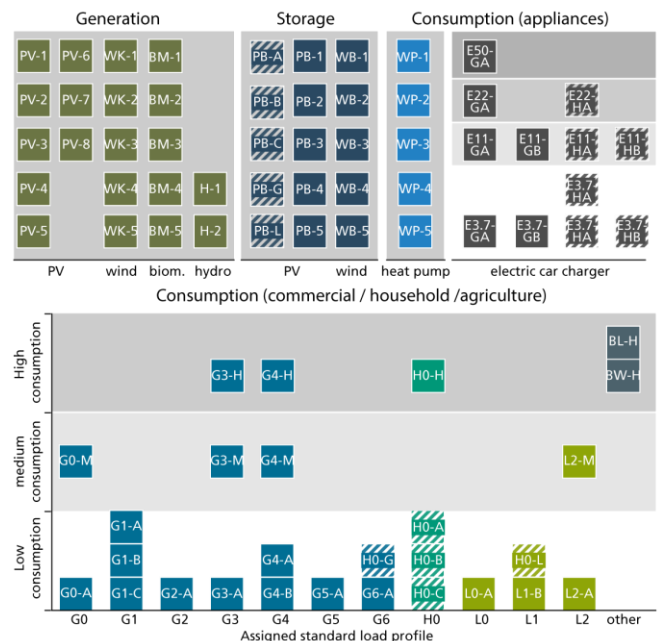 Generation Storage Consumption (appliances)
PV-1 PV-6 WK-1 BM-1 PB-A PB-1 WB-1 WP-1 E50-GA
PV-2 PV-7 WK-2 BM-2 PB-B PB-2 WB-2 WP-2 E22-GA E22-HA
PV-3 PV-8 WK-3 BM-3 PB-C PB-3 WB-3 WP-3 E11-GA E11-GB E11-HA E11-HB
PV-4 WK-4 BM-4 H-1 PB-G PB-4 WB-4 WP-4 E3.7-HA
PV-5 WK-5 BM-5 H-2 PB-L PB-5 WB-5 WP-5 E3.7-GA E3.7-GB E3.7-HA E3.7-HB
PV wind biom. hydro PV wind heat pump electric car charger
Consumption (commercial / household /agriculture)
High consumption
BL-H
G3-H G4-H H0-H BW-H
medium consumption
G0-M G3-M G4-M L2-M
Low consumption
G1-A H0-A
G1-B G4-A H0-G H0-B H0-L
G0-A G1-C G2-A G3-A G4-B G5-A G6-A H0-C L0-A L1-B L2-A
G0 G1 G2 G3 G4 G5 G6 H0 L0 L1 L2 other
Assigned standard load profile